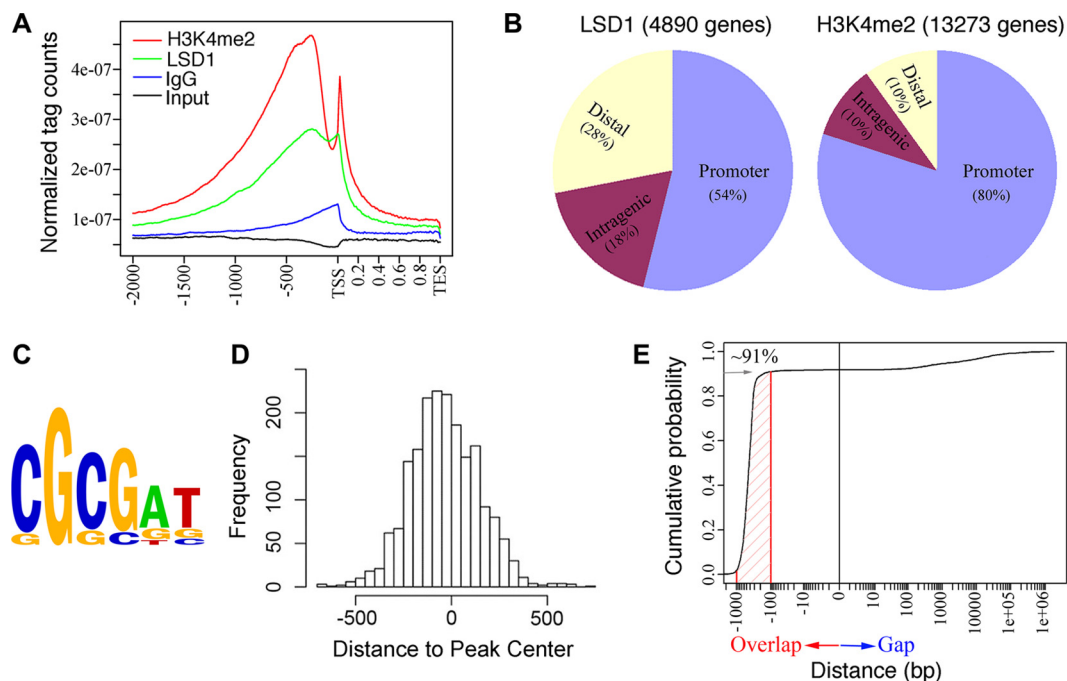 A
H3K4me2
LSD1
IgG
Input
Normalized tag counts
4e-07
3e-07
2e-07
1e-07
-2000
-1500
-1000
-500
TSS
0.2
0.4
0.6
0.8
TES
B
LSD1 (4890 genes)
Distal
(28%)
Intragenic
(18%)
Promoter
(54%)
H3K4me2 (13273 genes)
Distal
(10%)
Intragenic
(10%)
Promoter
(80%)
C
CGCGAT
G GCGG
TC
D
Frequency
200
150
100
50
0
-500
0
500
Distance to Peak Center
E
~91%
Cumulative probability
1.0
0.8
0.6
0.4
0.2
0.0
-1000
-100
-10
0
10
100
1000
10000
1e+05
1e+06
Overlap
Gap
Distance (bp)